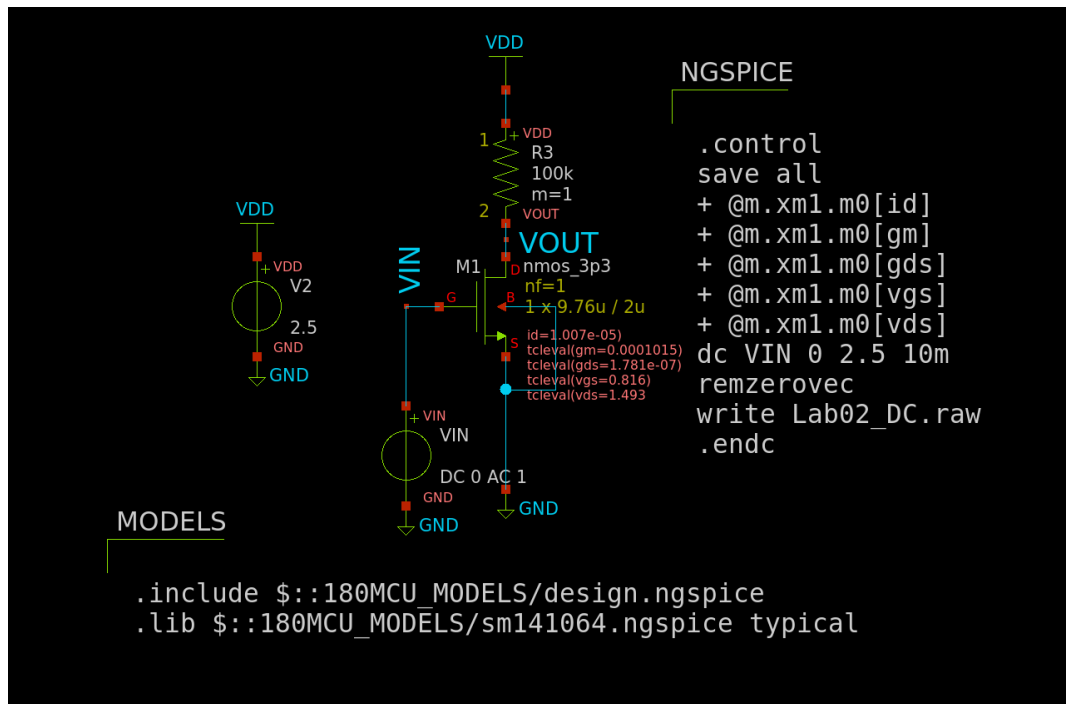 VDD
NGSPICE
.control
save all
+ @m.xm1.m0[id]
+ @m.xm1.m0[gm]
+ @m.xm1.m0[gds]
+ @m.xm1.m0[vgs]
+ @m.xm1.m0[vds]
dc VIN 0 2.5 10m
remzerovec
write Lab02_DC.raw
.endc
1
+ VDD
R3
100k
m=1
2
VOUT
VOUT
VDD
+ VDD
V2
2.5
GND
GND
VIN
M1
nmos_3p3
nf=1
1 x 9.76u / 2u
D
G
B
S
id=1.007e-05)
tcleval(gm=0.0001015)
tcleval(gds=1.781e-07)
tcleval(vgs=0.816)
tcleval(vds=1.493
+ VIN
VIN
DC 0 AC 1
GND
GND
GND
MODELS
.include $::180MCU_MODELS/design.ngspice
.lib $::180MCU_MODELS/sm141064.ngspice typical